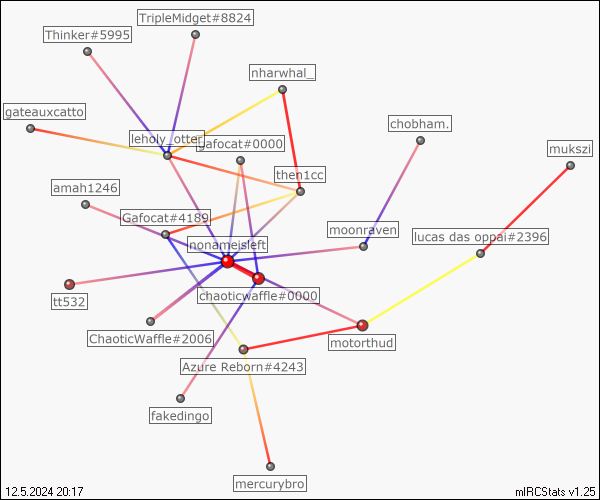 TripleMidget#8824
Thinker#5995
nharwhal_
gateauxcatto
chobham.
leholy_otter
gafocat#0000
mukszi
then1cc
amah1246
Gafocat#4189
moonraven
lucas das oppai#2396
nonameisleft
tt532
chaoticwaffle#0000
ChaoticWaffle#2006
motorthud
Azure Reborn#4243
fakedingo
mercurybro
12.5.2024 20:17
mIRCStats v1.25